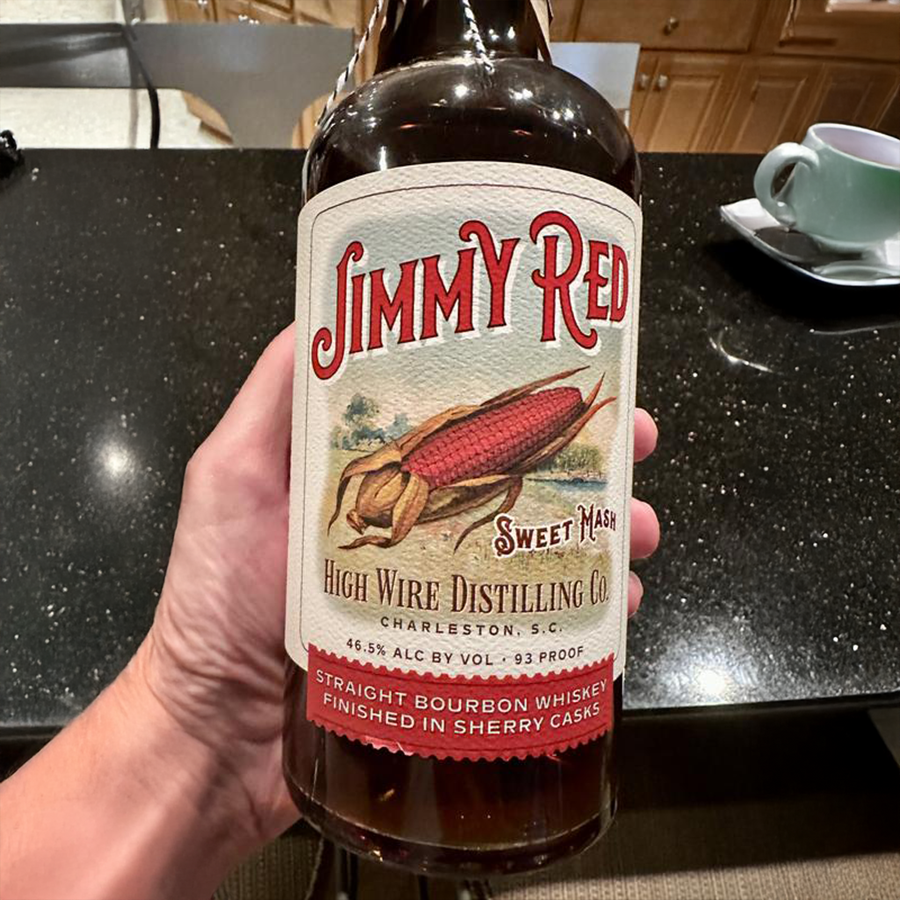 JIMMY RED
SWEET MASH
HIGH WIRE DISTILLING CO.
CHARLESTON, S.C.
46.5% ALC BY VOL · 93 PROOF
STRAIGHT BOURBON WHISKEY
FINISHED IN SHERRY CASKS